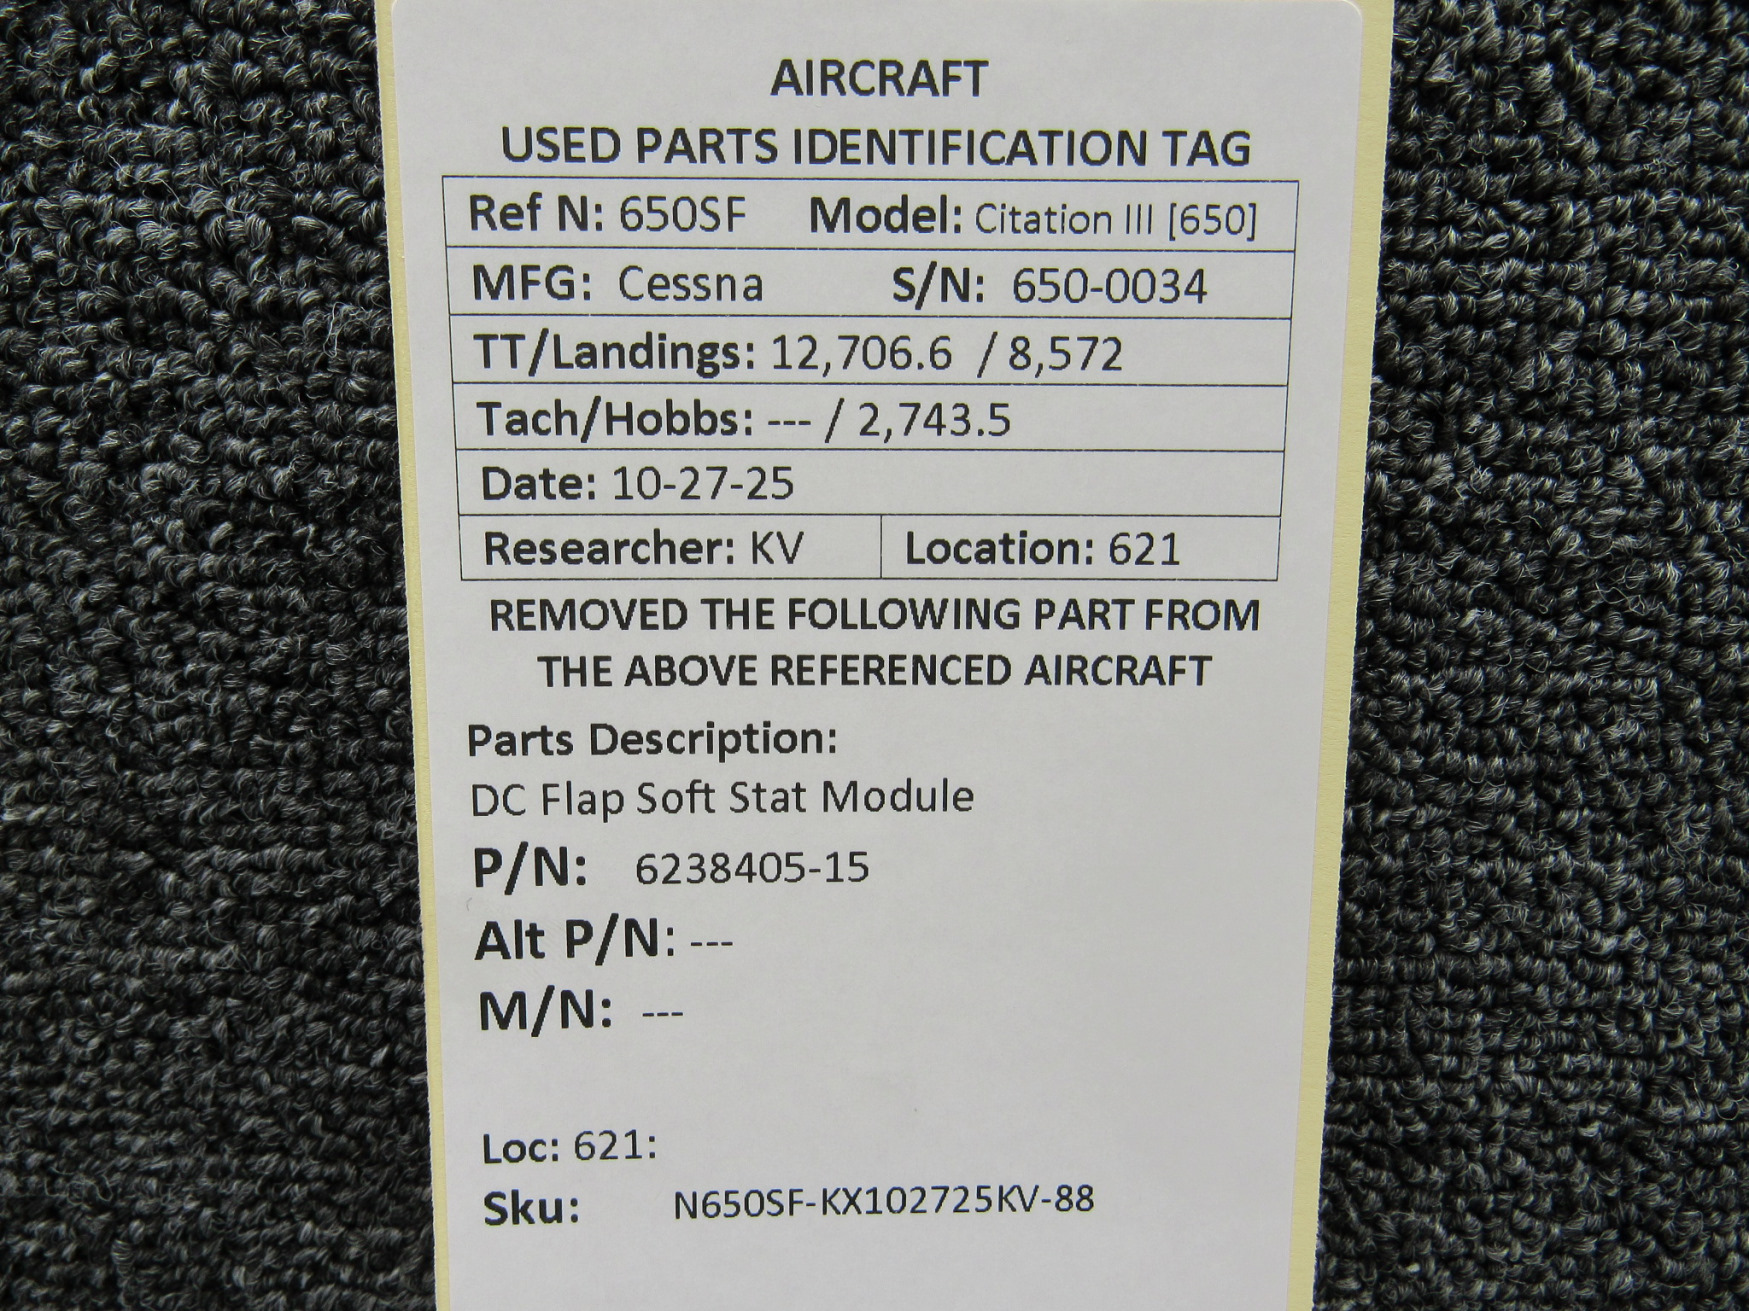 AIRCRAFT
USED PARTS IDENTIFICATION TAG
Ref N: 650SF Model: Citation III [650]
MFG: Cessna S/N: 650-0034
TT/Landings: 12,706.6 / 8,572
Tach/Hobbs: --- / 2,743.5
Date: 10-27-25
Researcher: KV Location: 621
REMOVED THE FOLLOWING PART FROM
THE ABOVE REFERENCED AIRCRAFT
Parts Description:
DC Flap Soft Stat Module
P/N: 6238405-15
Alt P/N: ---
M/N: ---
Loc: 621:
Sku: N650SF-KX102725KV-88